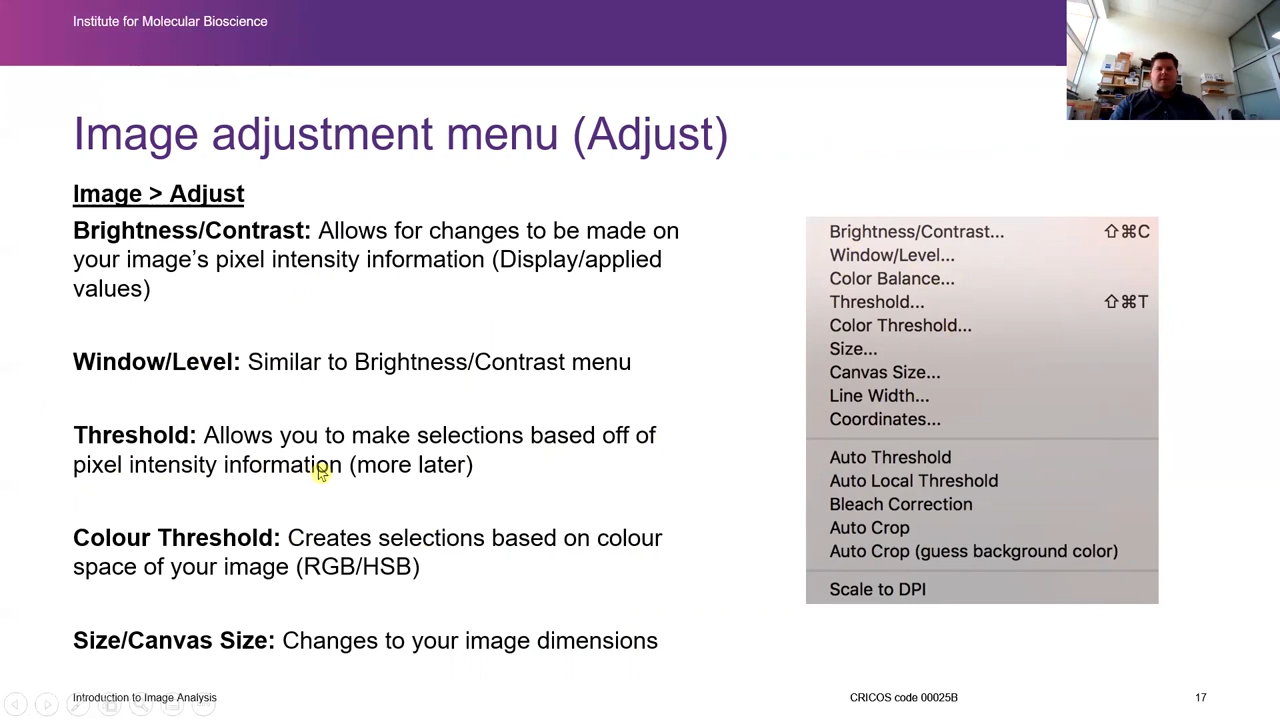 Institute for Molecular Bioscience
Image adjustment menu (Adjust)
Image > Adjust
Brightness/Contrast: Allows for changes to be made on
your image's pixel intensity information (Display/applied
values)
Window/Level: Similar to Brightness/Contrast menu
Threshold: Allows you to make selections based off of
pixel intensity information (more later)
Colour Threshold: Creates selections based on colour
space of your image (RGB/HSB)
Size/Canvas Size: Changes to your image dimensions
Brightness/Contrast... ⇧⌘C
Window/Level...
Color Balance...
Threshold... ⇧⌘T
Color Threshold...
Size...
Canvas Size...
Line Width...
Coordinates...
Auto Threshold
Auto Local Threshold
Bleach Correction
Auto Crop
Auto Crop (guess background color)
Scale to DPI
Introduction to Image Analysis
CRICOS code 00025B
17